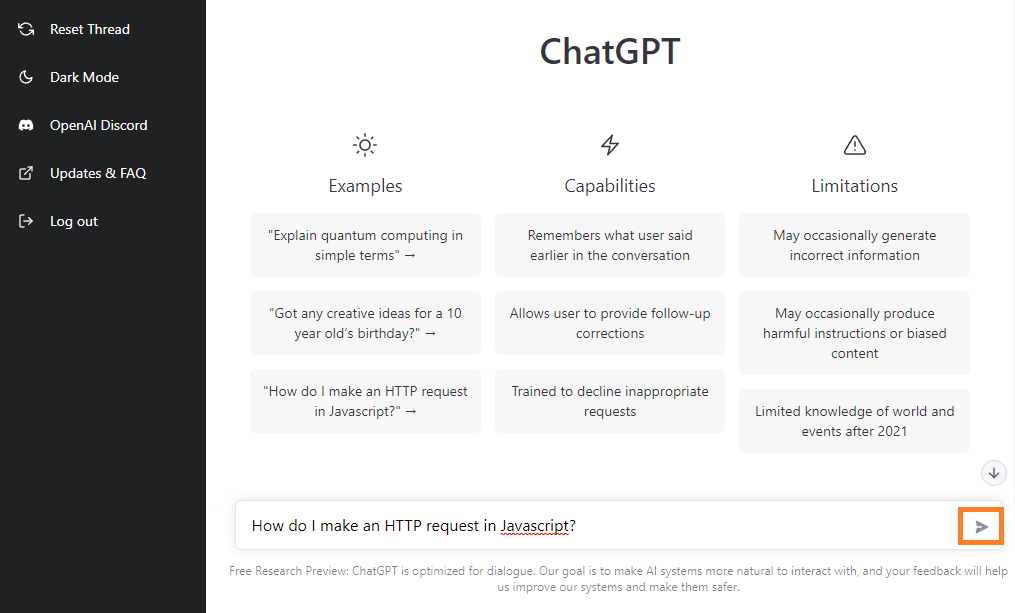 Reset Thread
Dark Mode
OpenAI Discord
Updates & FAQ
Log out
ChatGPT
Examples
"Explain quantum computing in
simple terms" →
"Got any creative ideas for a 10
year old’s birthday?" →
"How do I make an HTTP request
in Javascript?" →
Capabilities
Remembers what user said
earlier in the conversation
Allows user to provide follow-up
corrections
Trained to decline inappropriate
requests
Limitations
May occasionally generate
incorrect information
May occasionally produce
harmful instructions or biased
content
Limited knowledge of world and
events after 2021
How do I make an HTTP request in Javascript?
Free Research Preview: ChatGPT is optimized for dialogue. Our goal is to make AI systems more natural to interact with, and your feedback will help
us improve our systems and make them safer.